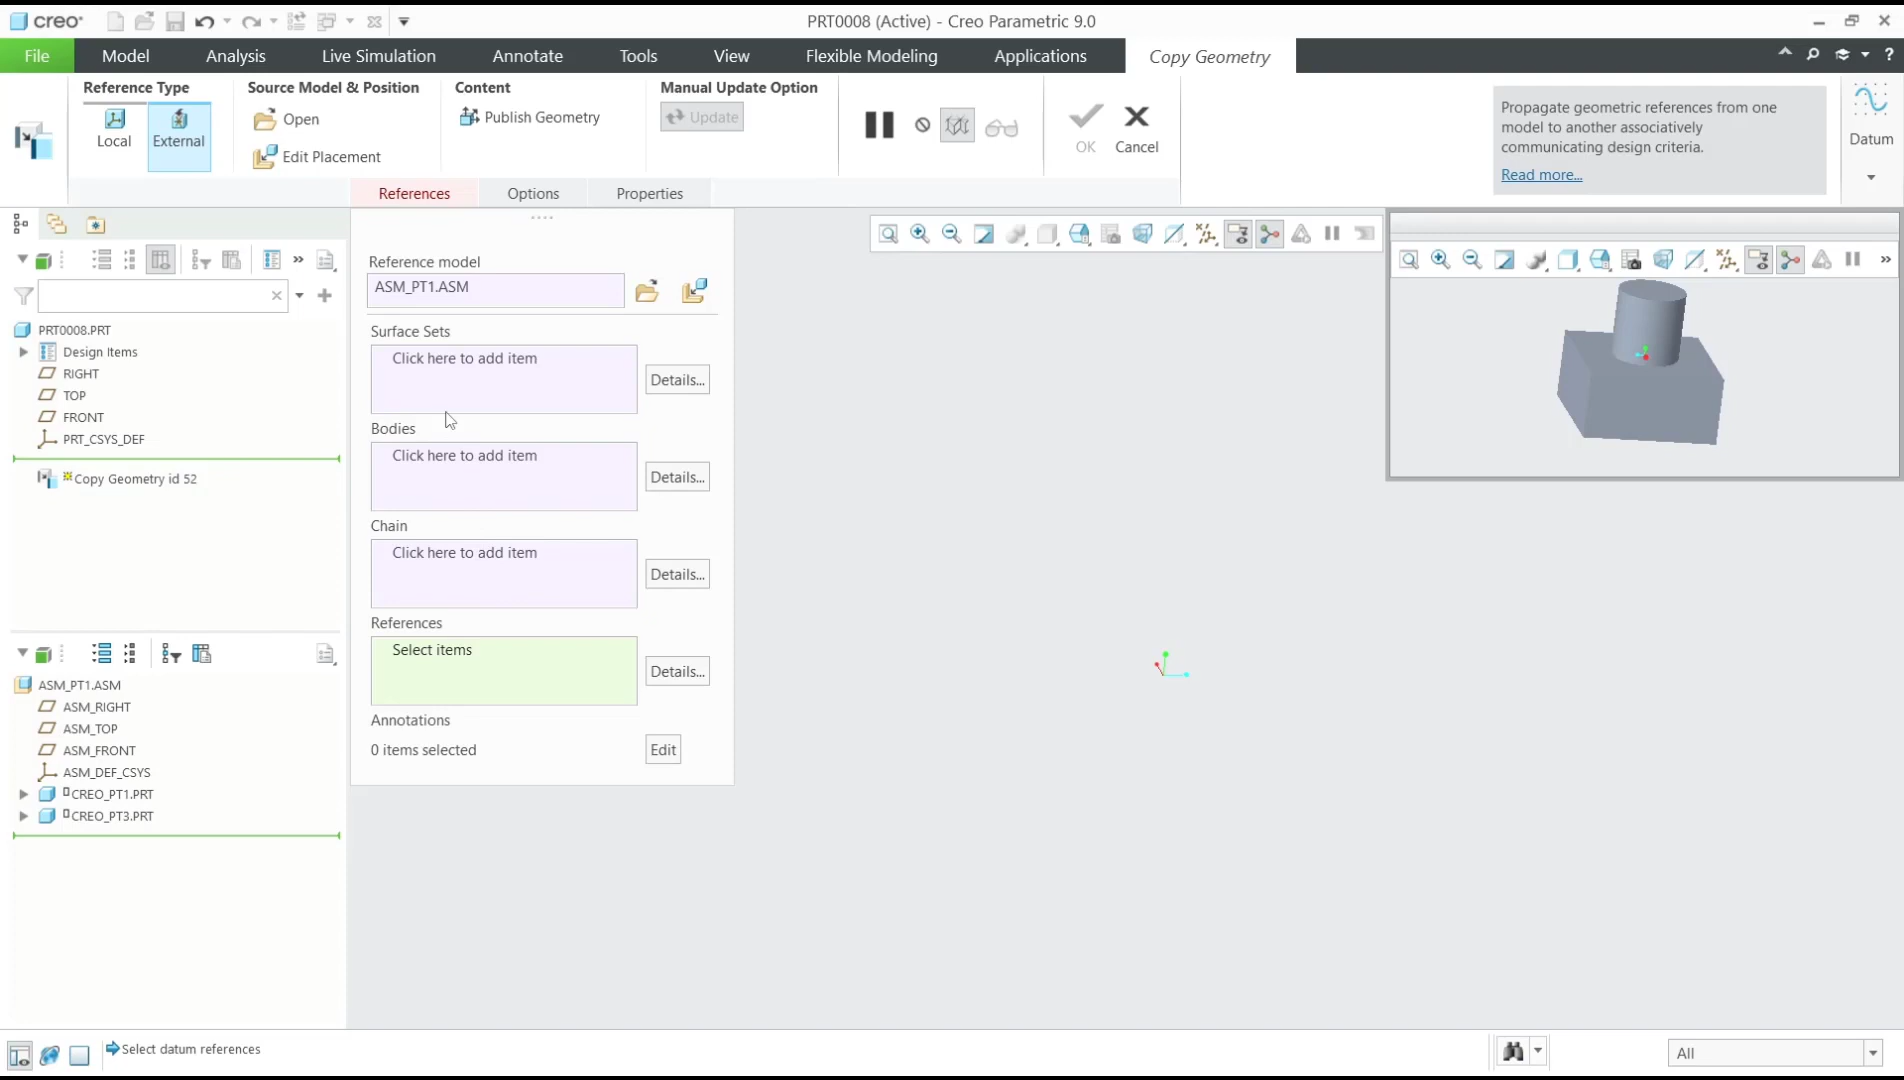 creo
PRT0008 (Active) - Creo Parametric 9.0
File
Model
Analysis
Live Simulation
Annotate
Tools
View
Flexible Modeling
Applications
Copy Geometry
Reference Type
Source Model & Position
Content
Manual Update Option
Local
External
Open
Edit Placement
Publish Geometry
Update
OK
Cancel
Propagate geometric references from one
model to another associatively
communicating design criteria.
Read more...
Datum
References
Options
Properties
PRT0008.PRT
Design Items
RIGHT
TOP
FRONT
PRT_CSYS_DEF
Copy Geometry id 52
ASM_PT1.ASM
ASM_RIGHT
ASM_TOP
ASM_FRONT
ASM_DEF_CSYS
CREO_PT1.PRT
CREO_PT3.PRT
Reference model
ASM_PT1.ASM
Surface Sets
Click here to add item
Details...
Bodies
Click here to add item
Details...
Chain
Click here to add item
Details...
References
Select items
Details...
Annotations
0 items selected
Edit
Select datum references
All